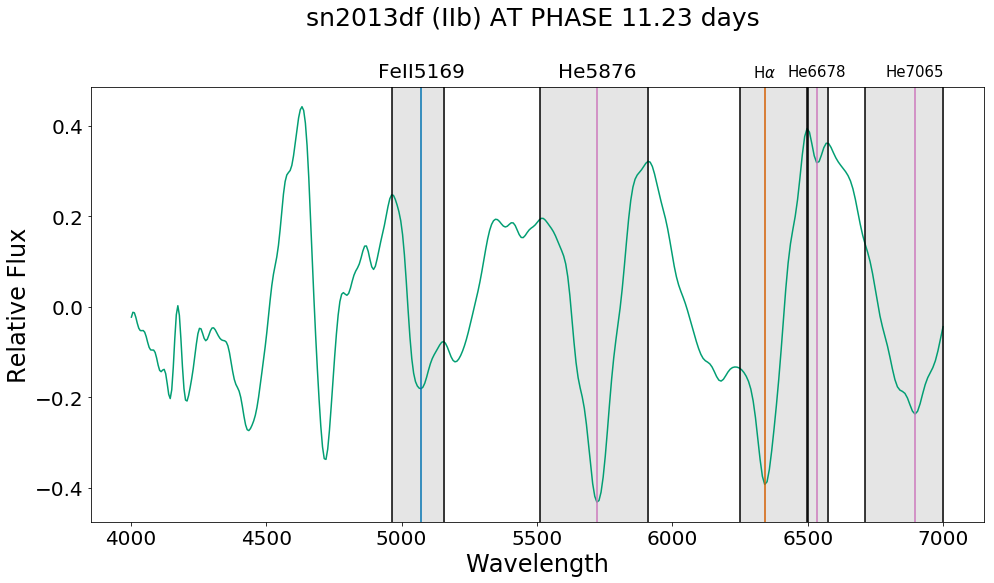 sn2013df (IIb) AT PHASE 11.23 days
FeII5169 He5876 Hα He6678 He7065
0.4
0.2
0.0
−0.2
−0.4
Relative Flux
4000 4500 5000 5500 6000 6500 7000
Wavelength